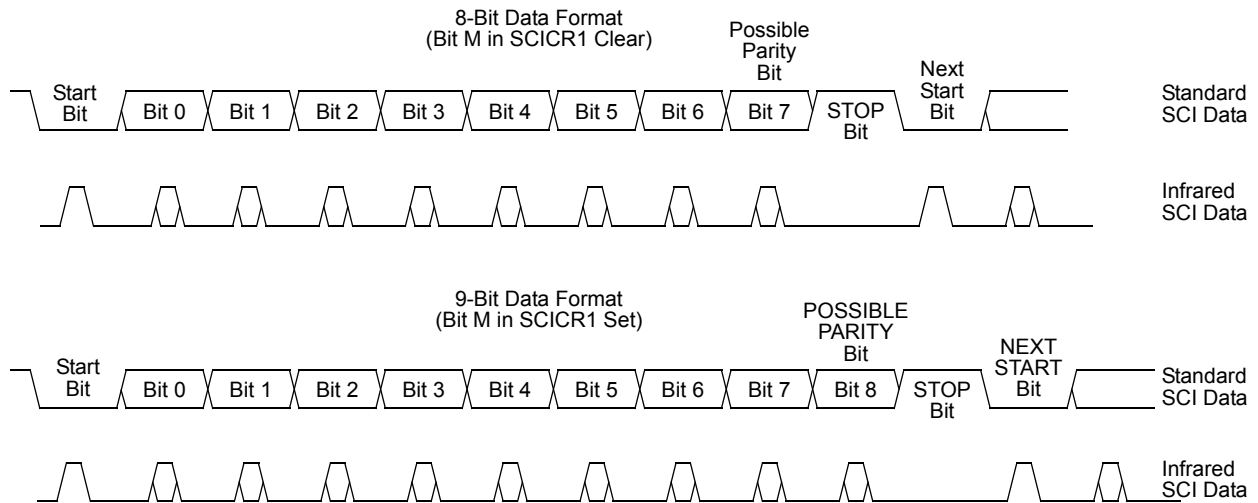 8-Bit Data Format
(Bit M in SCICR1 Clear)
Possible
Parity
Bit
Start
Bit
Bit 0
Bit 1
Bit 2
Bit 3
Bit 4
Bit 5
Bit 6
Bit 7
STOP
Bit
Next
Start
Bit
Standard
SCI Data
Infrared
SCI Data
9-Bit Data Format
(Bit M in SCICR1 Set)
POSSIBLE
PARITY
Bit
Start
Bit
Bit 0
Bit 1
Bit 2
Bit 3
Bit 4
Bit 5
Bit 6
Bit 7
Bit 8
STOP
Bit
NEXT
START
Bit
Standard
SCI Data
Infrared
SCI Data